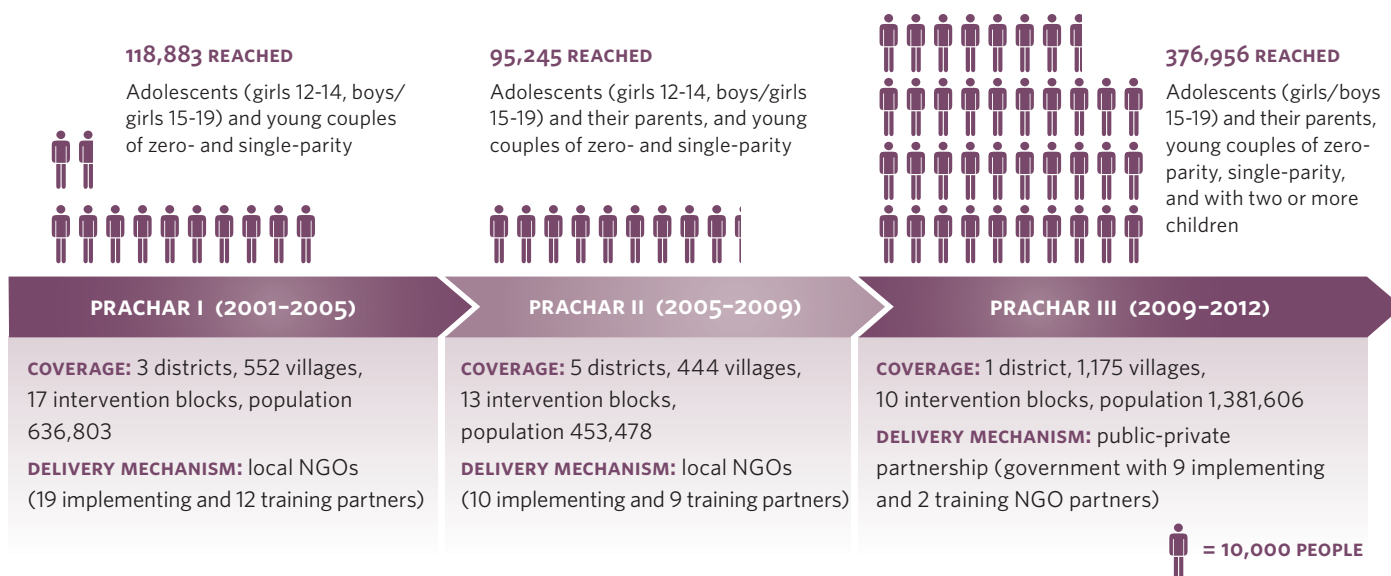 118,883 REACHED
Adolescents (girls 12-14, boys/
girls 15-19) and young couples
of zero- and single-parity
95,245 REACHED
Adolescents (girls 12-14, boys/girls
15-19) and their parents, and young
couples of zero- and single-parity
376,956 REACHED
Adolescents (girls/boys
15-19) and their parents,
young couples of zero-
parity, single-parity,
and with two or more
children
PRACHAR I (2001–2005)
PRACHAR II (2005–2009)
PRACHAR III (2009–2012)
COVERAGE: 3 districts, 552 villages,
17 intervention blocks, population
636,803
DELIVERY MECHANISM: local NGOs
(19 implementing and 12 training partners)
COVERAGE: 5 districts, 444 villages,
13 intervention blocks,
population 453,478
DELIVERY MECHANISM: local NGOs
(10 implementing and 9 training partners)
COVERAGE: 1 district, 1,175 villages,
10 intervention blocks, population 1,381,606
DELIVERY MECHANISM: public-private
partnership (government with 9 implementing
and 2 training NGO partners)
= 10,000 PEOPLE